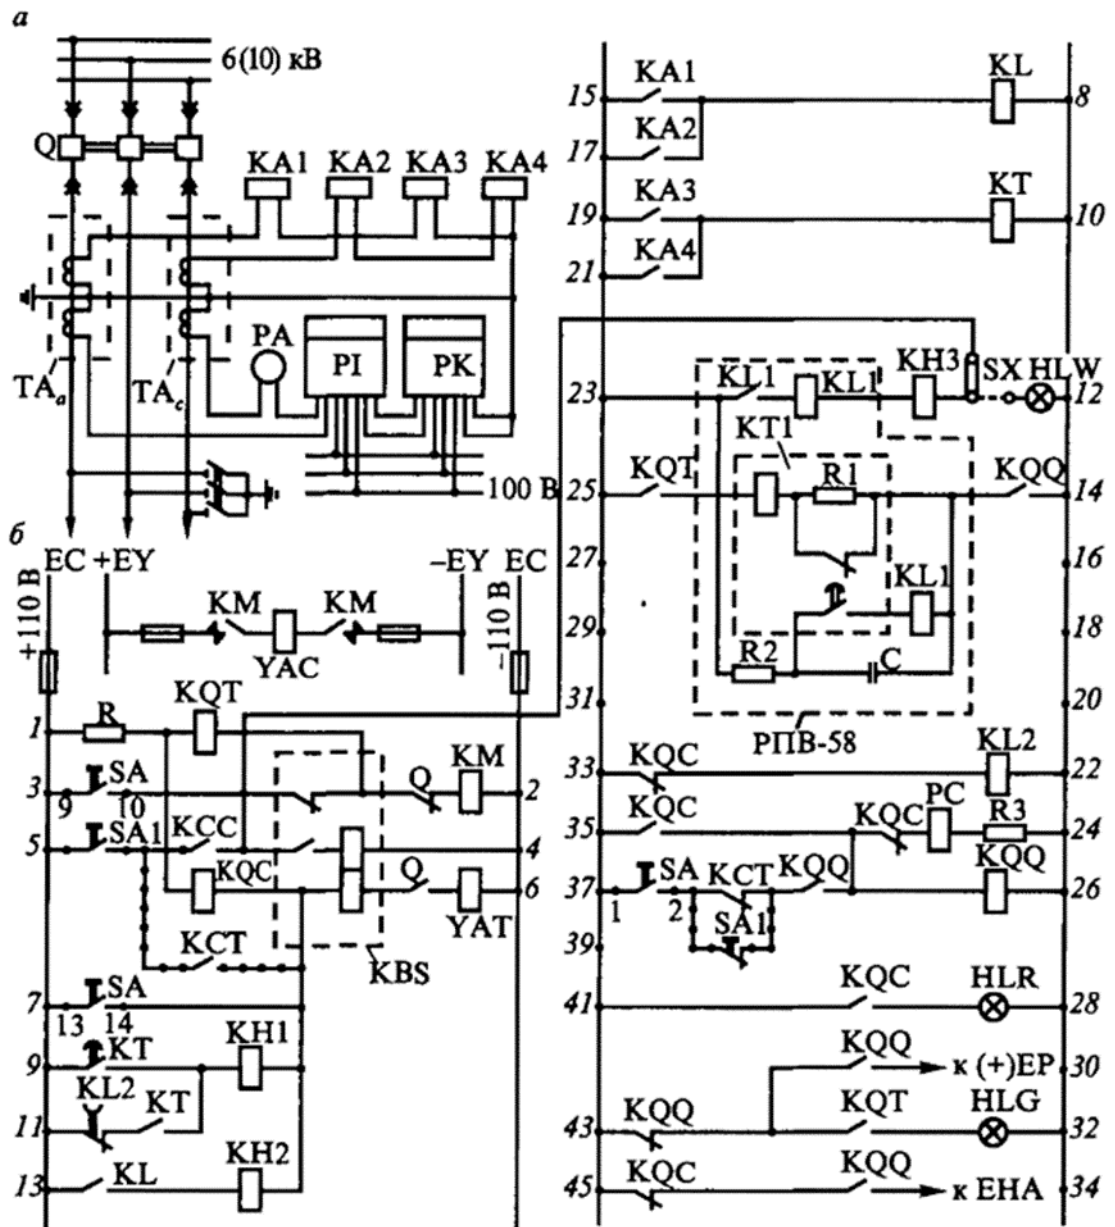 а
6(10) кВ
Q
KA1 KA2 KA3 KA4
PA
PI
PK
TAa
TAc
100 В
б
EC +EY
–EY EC
+110 В
–110 В
KM KM
YAC
1
R
KQT
3
SA
9 10
Q
KM
2
5
SA1
KCC
4
KQC
Q
6
YAT
KCT
KBS
7
SA
13 14
9
KT
KH1
KL2
11
KT
13
KL
KH2
15
KA1
KL
8
17
KA2
19
KA3
KT
10
21
KA4
23
KL1
KL1
KH3
SX HLW
12
KT1
25
KQT
R1
KQQ
14
27
16
KL1
29
18
R2
C
31
20
РПВ-58
33
KQC
KL2
22
35
KQC
KQC
PC
R3
24
37
SA
1 2
KCT
KQQ
KQQ
26
SA1
39
41
KQC
HLR
28
KQQ
к (+)EP
30
43
KQQ
KQT
HLG
32
45
KQC
KQQ
к EHA
34